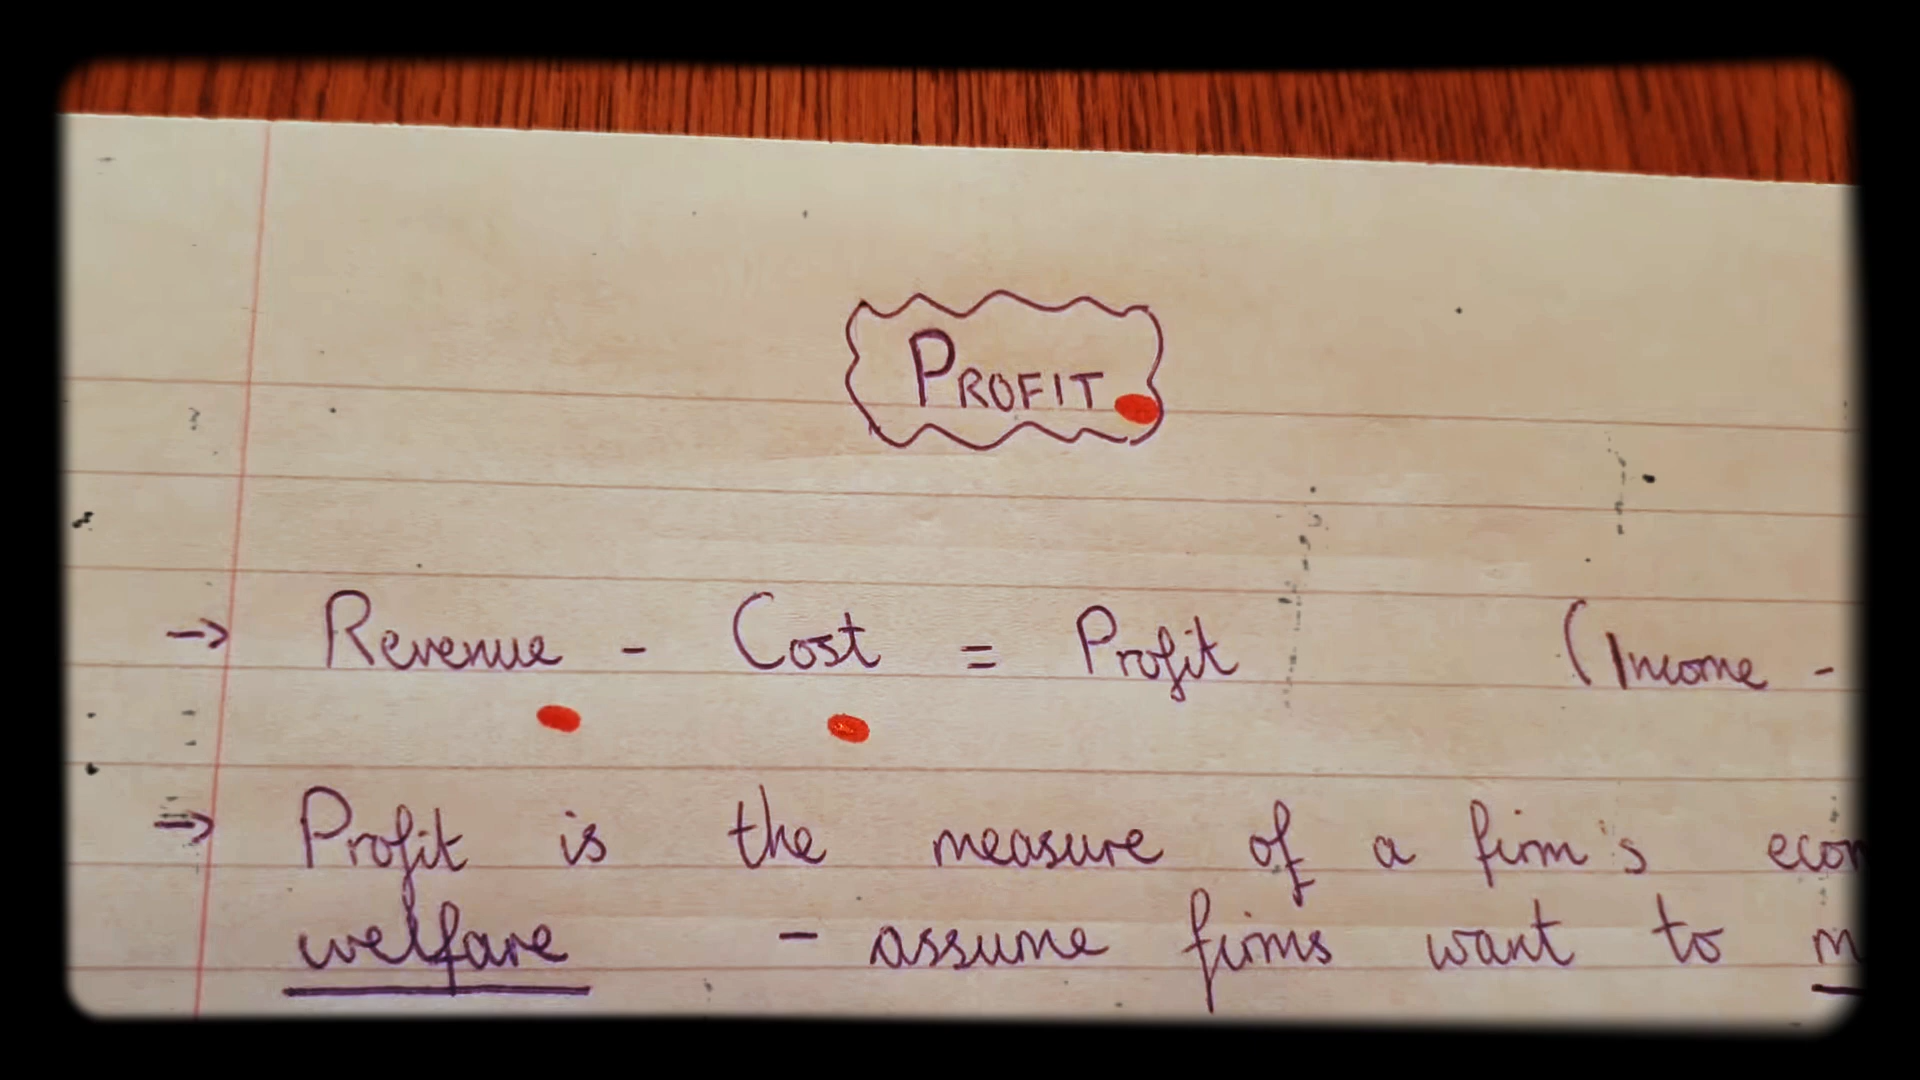 PROFIT
→ Revenue - Cost = Profit (Income -
⇒ Profit is the measure of a firm's
welfare - assume firms want to